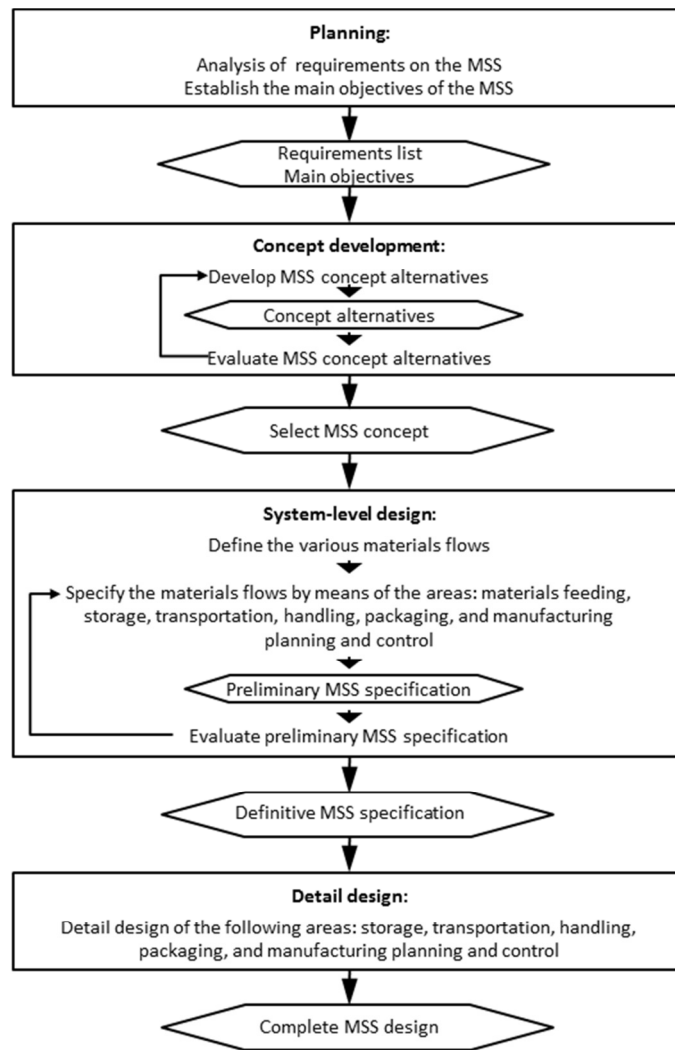 Planning:
Analysis of requirements on the MSS
Establish the main objectives of the MSS
Requirements list
Main objectives
Concept development:
Develop MSS concept alternatives
Concept alternatives
Evaluate MSS concept alternatives
Select MSS concept
System-level design:
Define the various materials flows
Specify the materials flows by means of the areas: materials feeding,
storage, transportation, handling, packaging, and manufacturing
planning and control
Preliminary MSS specification
Evaluate preliminary MSS specification
Definitive MSS specification
Detail design:
Detail design of the following areas: storage, transportation, handling,
packaging, and manufacturing planning and control
Complete MSS design